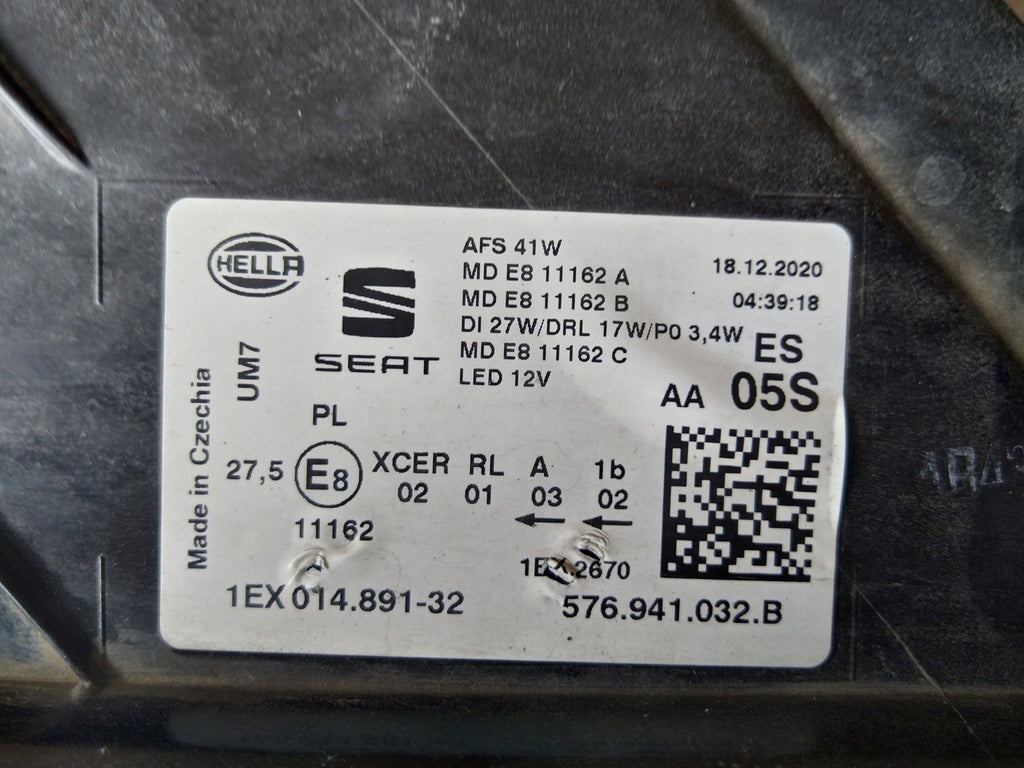 HELLA
SEAT
AFS 41W
MD E8 11162 A
MD E8 11162 B
DI 27W/DRL 17W/P0 3,4W
MD E8 11162 C
LED 12V
18.12.2020
04:39:18
ES
AA 05S
UM7
Made in Czechia
PL
27,5 E8 XCER RL A 1b
02 01 03 02
11162
1EX.2670
1EX 014.891-32
576.941.032.B